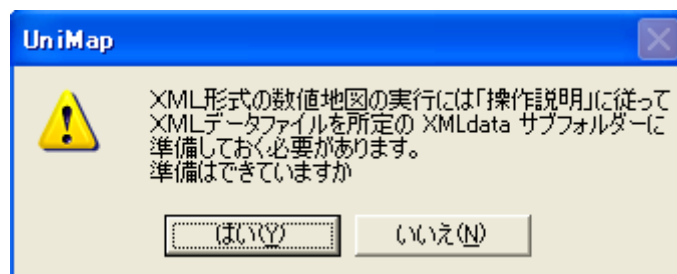 UniMap
XML形式の数値地図の実行には「操作説明」に従って
XMLデータファイルを所定の XMLdata サブフォルダーに
準備しておく必要があります。
準備はできていますか
はい(Y)
いいえ(N)